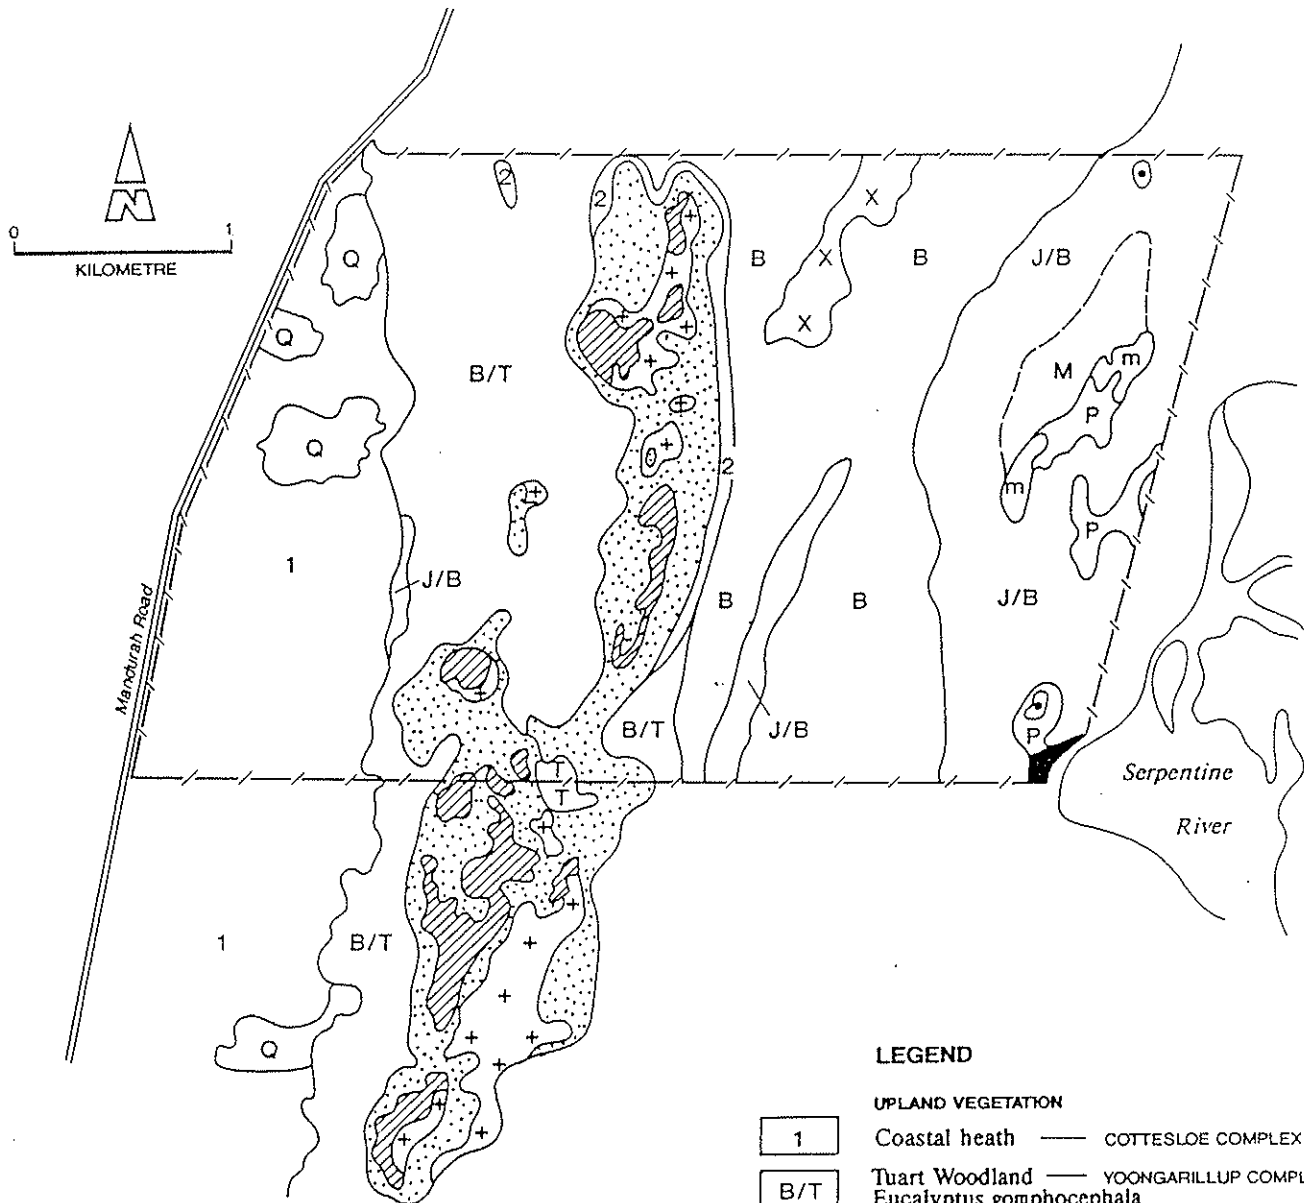 2
2
N
0 1
KILOMETRE
Q
X
B
X
B
J/B
X
Q
B/T
M
m
P
Q
2
m
P
1
J/B
B
B
J/B
Mandurah Road
B/T
J/B
P
T
T
Serpentine
River
1
B/T
Q
LEGEND
UPLAND VEGETATION
1 Coastal heath — COTTESLOE COMPLEX
B/T Tuart Woodland — YOONGARILLUP COMPL
Eucalyptus gomphocephala